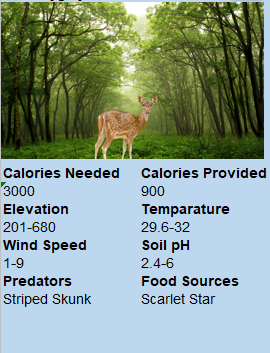 Calories Needed Calories Provided
3000 900
Elevation Temparature
201-680 29.6-32
Wind Speed Soil pH
1-9 2.4-6
Predators Food Sources
Striped Skunk Scarlet Star